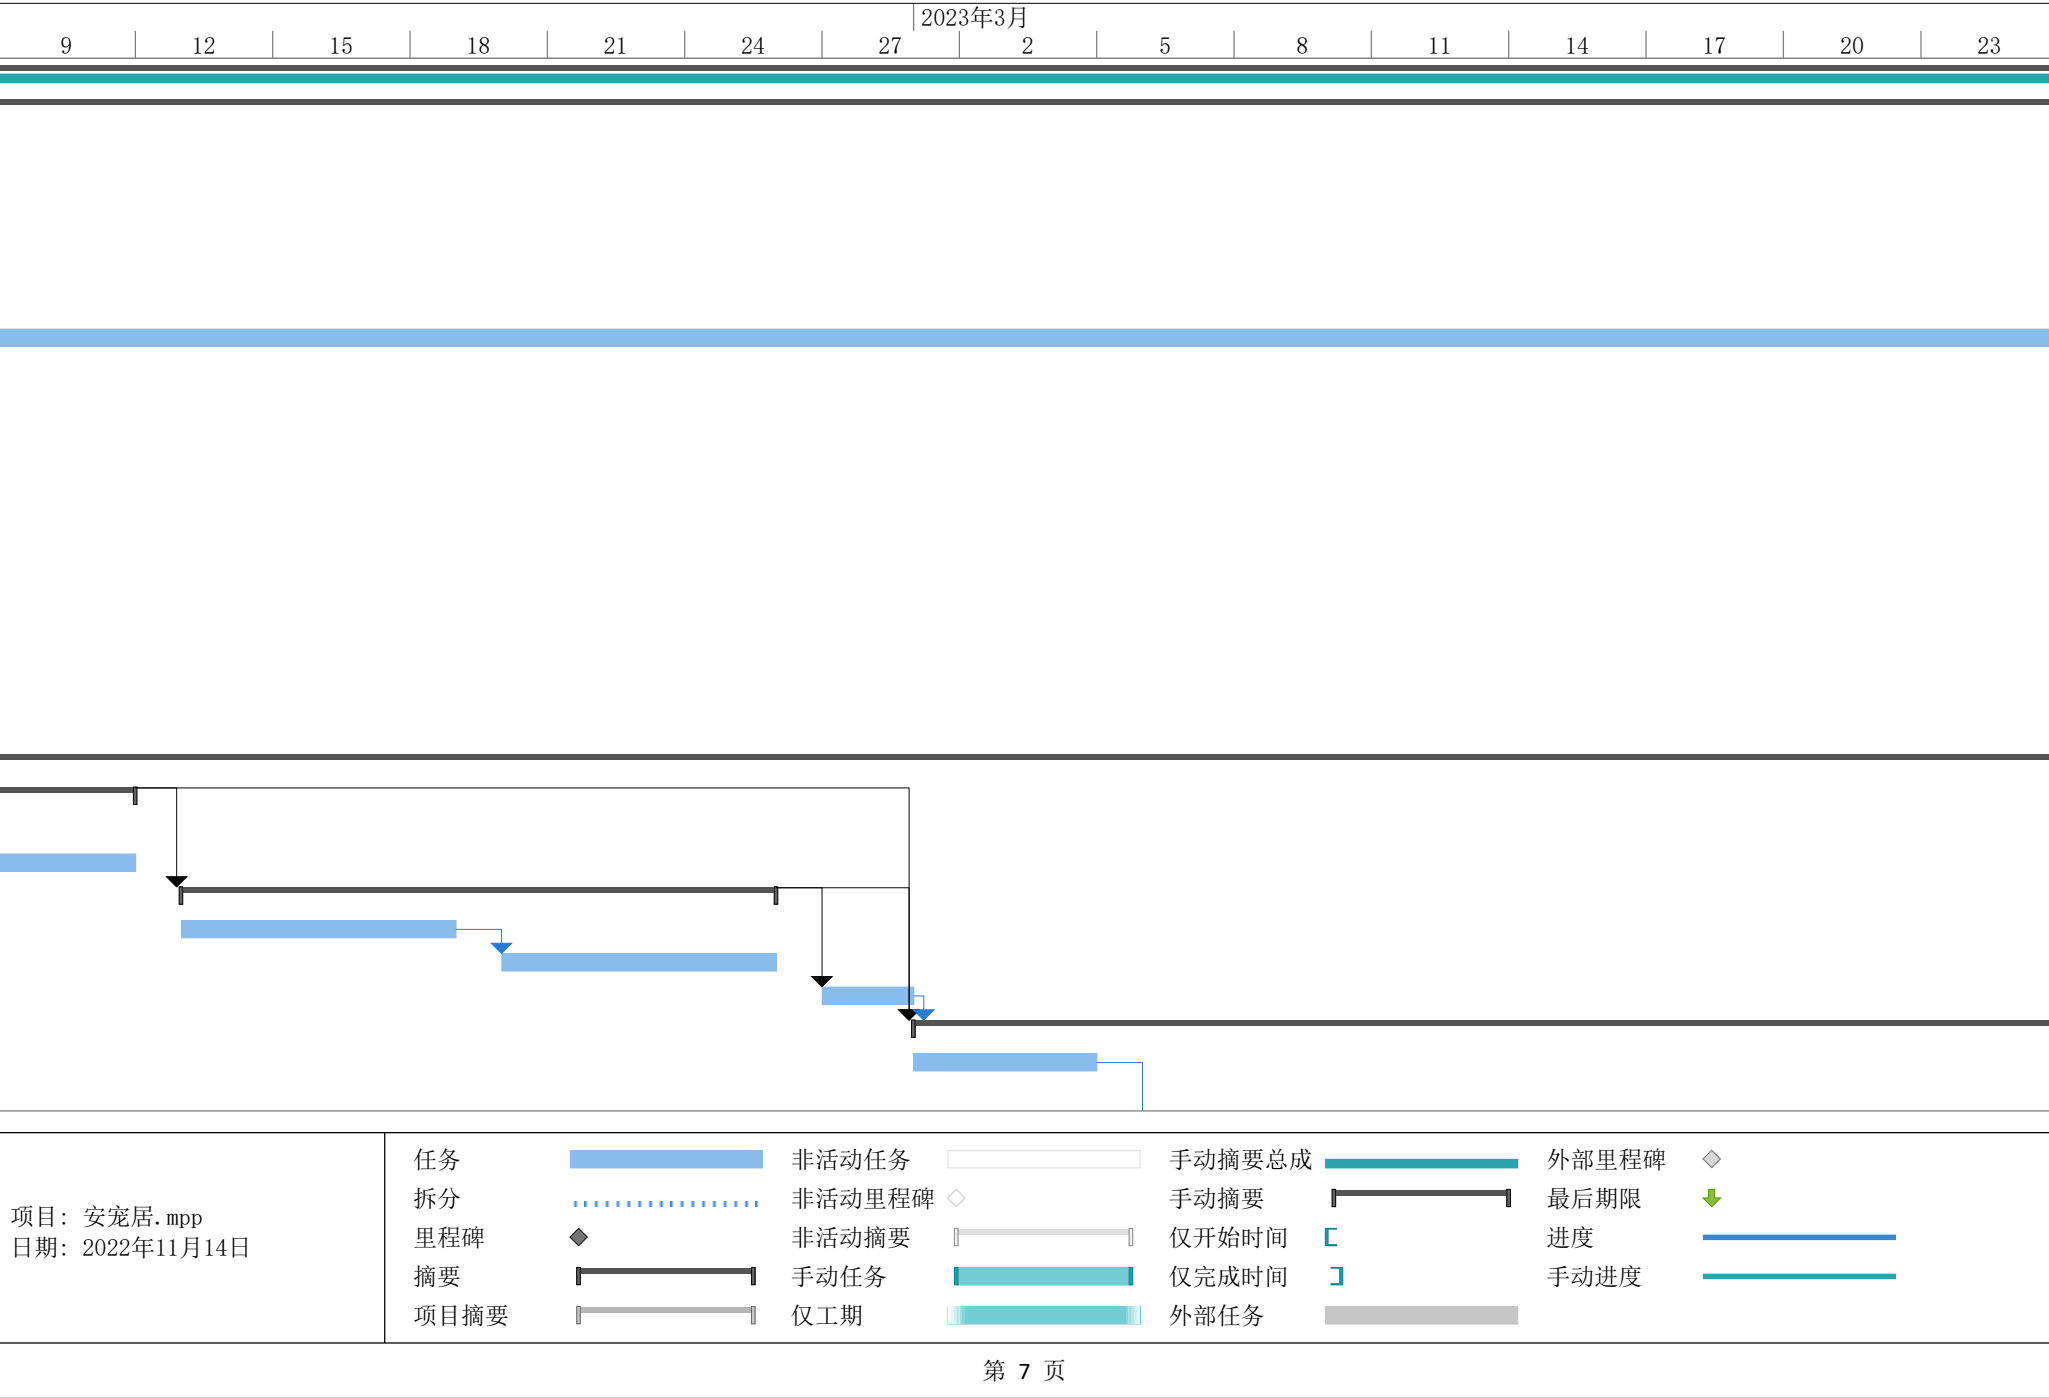 2023年3月
9 12 15 18 21 24 27 2 5 8 11 14 17 20 23
任务 非活动任务 手动摘要总成 外部里程碑
拆分 非活动里程碑 手动摘要 最后期限
项目: 安宠居.mpp
日期: 2022年11月14日
里程碑 非活动摘要 仅开始时间 进度
摘要 手动任务 仅完成时间 手动进度
项目摘要 仅工期 外部任务
第 7 页